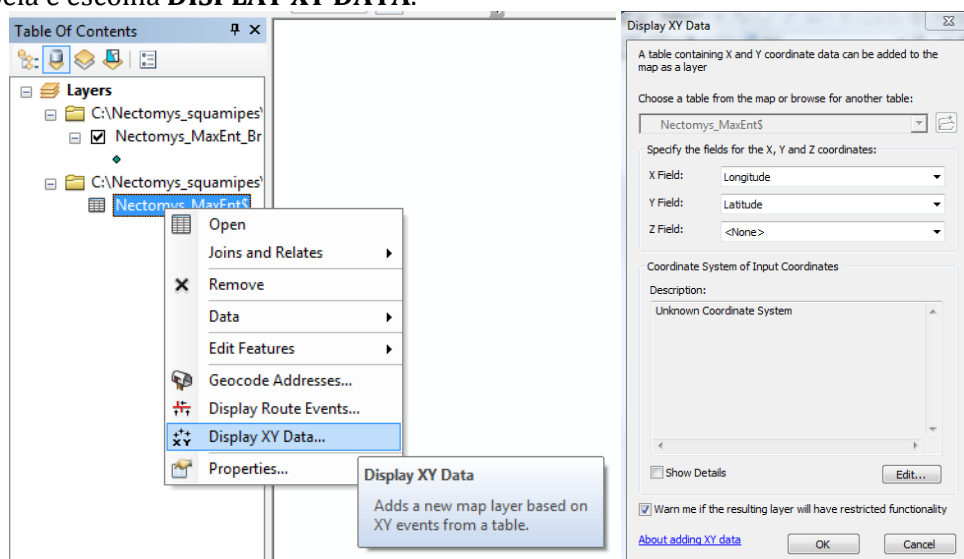 e escolha DISPLAY XY DATA.
Table Of Contents
Layers
C:\Nectomys_squamipes\
Nectomys_MaxEnt_Br
C:\Nectomys_squamipes\
Nectomys_MaxEnt$
Open
Joins and Relates
Remove
Data
Edit Features
Geocode Addresses...
Display Route Events...
Display XY Data...
Properties...
Display XY Data
Adds a new map layer based on
XY events from a table.
Display XY Data
A table containing X and Y coordinate data can be added to the
map as a layer
Choose a table from the map or browse for another table:
Nectomys_MaxEnt$
Specify the fields for the X, Y and Z coordinates:
X Field:
Longitude
Y Field:
Latitude
Z Field:
<None>
Coordinate System of Input Coordinates
Description:
Unknown Coordinate System
Show Details
Edit...
Warn me if the resulting layer will have restricted functionality
About adding XY data
OK
Cancel